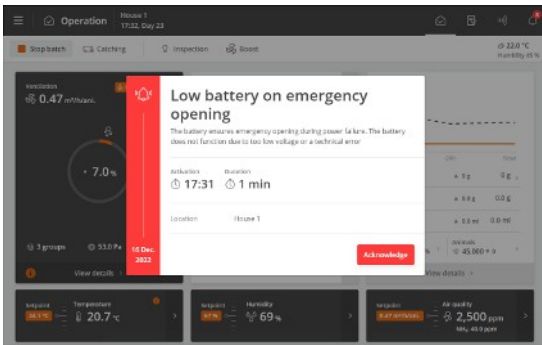 Operation
House 1
17:32, Day 23
Stop batch
Catching
Inspection
Boost
22.0 °C
Humidity 45 %
Ventilation
0.47 m³/h/ani.
7.0 %
3 groups
53.0 Pa
View details
Low battery on emergency
opening
The battery ensures emergency opening during power failure. The battery
does not function due to too low voltage or a technical error
Activation
Duration
17:31
1 min
Location
House 1
16 Dec.
2022
Acknowledge
0 g
0.0 g
0.0 ml
Animals
45,000
View details
Setpoint
Temperature
20.7 °C
Setpoint
67 %
Humidity
69 %
Setpoint
Air quality
2,500 ppm